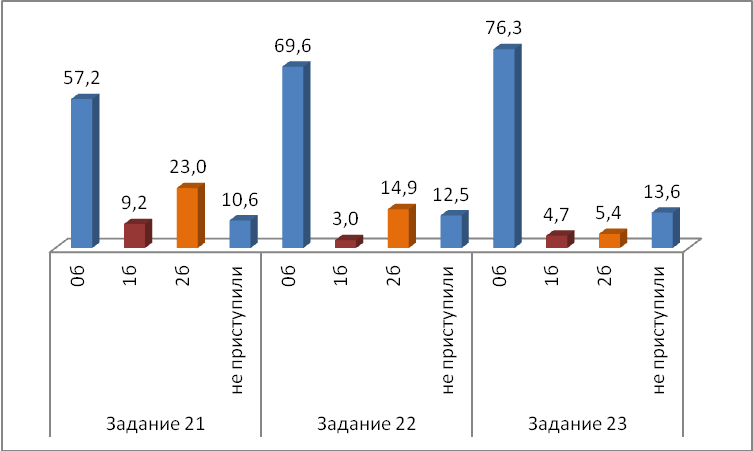 57,2
9,2
23,0
10,6
69,6
3,0
14,9
12,5
76,3
4,7
5,4
13,6
0б
1б
2б
не приступили
0б
1б
2б
не приступили
0б
1б
2б
не приступили
Задание 21
Задание 22
Задание 23